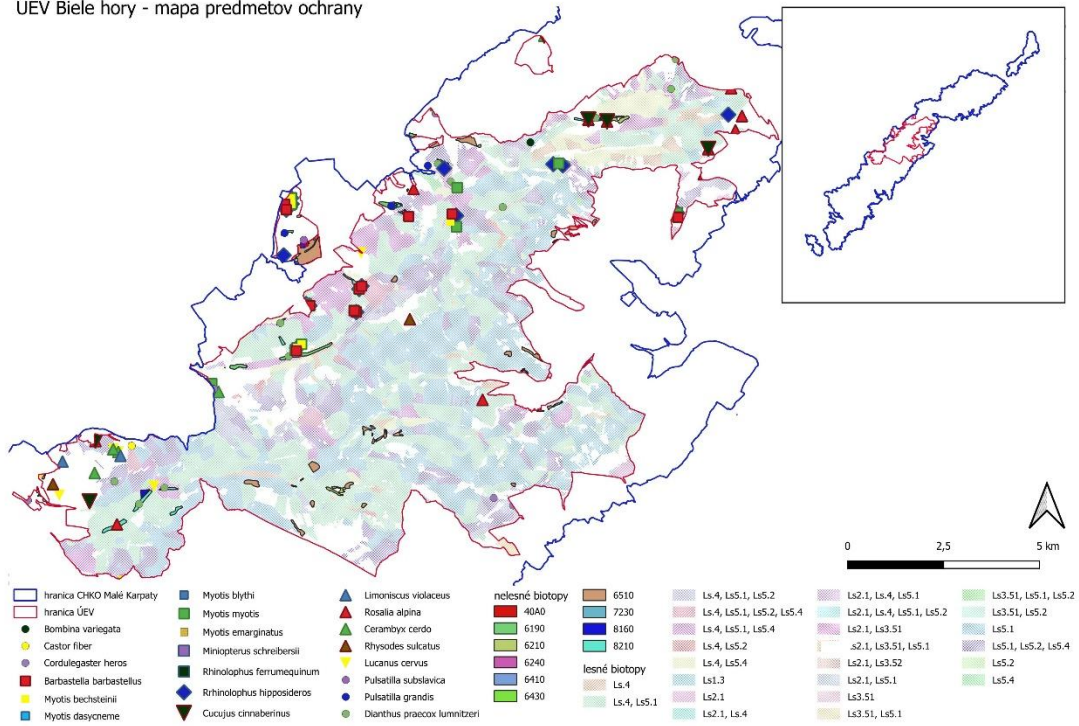 UEV Biele hory - mapa predmetov ochrany
0 2,5 5 km
hranica CHKO Malé Karpaty
hranica ÚEV
Bombina variegata
Castor fiber
Cordulegaster heros
Barbastella barbastellus
Myotis bechsteinii
Myotis dasycneme
Myotis blythi
Myotis myotis
Myotis emarginatus
Miniopterus schreibersii
Rhinolophus ferrumequinum
Rrhinolophus hipposideros
Cucujus cinnaberinus
Limoniscus violaceus
Rosalia alpina
Cerambyx cerdo
Rhysodes sulcatus
Lucanus cervus
Pulsatilla subslavica
Pulsatilla grandis
Dianthus praecox lumnitzeri
nelesné biotopy
40A0
6190
6210
6240
6410
6430
6510
7230
8160
8210
lesné biotopy
Ls.4
Ls.4, Ls5.1
Ls.4, Ls5.1, Ls5.2
Ls.4, Ls5.1, Ls5.2, Ls5.4
Ls.4, Ls5.1, Ls5.4
Ls.4, Ls5.2
Ls.4, Ls5.4
Ls1.3
Ls2.1
Ls2.1, Ls.4
Ls2.1, Ls.4, Ls5.1
Ls2.1, Ls.4, Ls5.1, Ls5.2
Ls2.1, Ls3.51
.s2.1, Ls3.51, Ls5.1
Ls2.1, Ls3.52
Ls2.1, Ls5.1
Ls3.51
Ls3.51, Ls5.1
Ls3.51, Ls5.1, Ls5.2
Ls3.51, Ls5.2
Ls5.1
Ls5.1, Ls5.2, Ls5.4
Ls5.2
Ls5.4